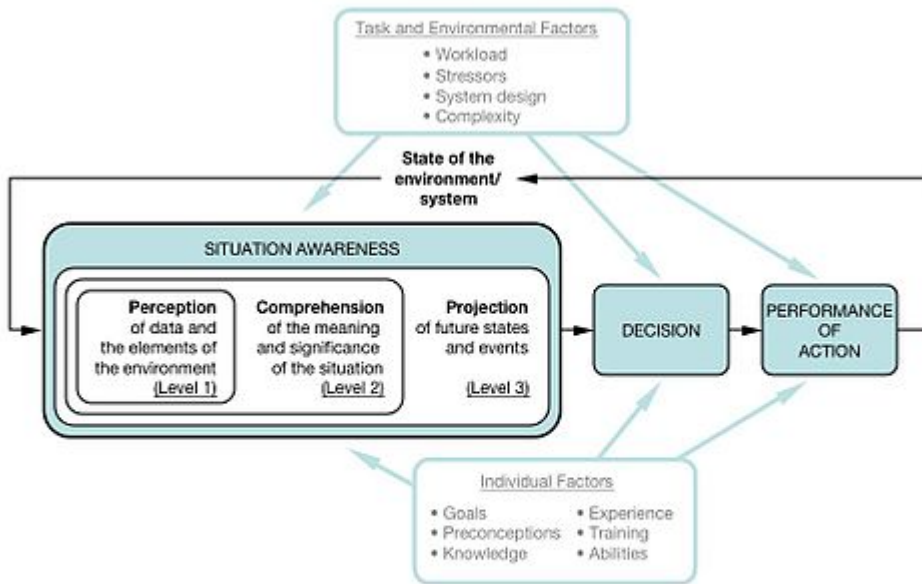 Task and Environmental Factors
• Workload
• Stressors
• System design
• Complexity
State of the
environment/
system
SITUATION AWARENESS
Perception
of data and
the elements of
the environment
(Level 1)
Comprehension
of the meaning
and significance
of the situation
(Level 2)
Projection
of future states
and events
(Level 3)
DECISION
PERFORMANCE
OF
ACTION
Individual Factors
• Goals
• Preconceptions
• Knowledge
• Experience
• Training
• Abilities